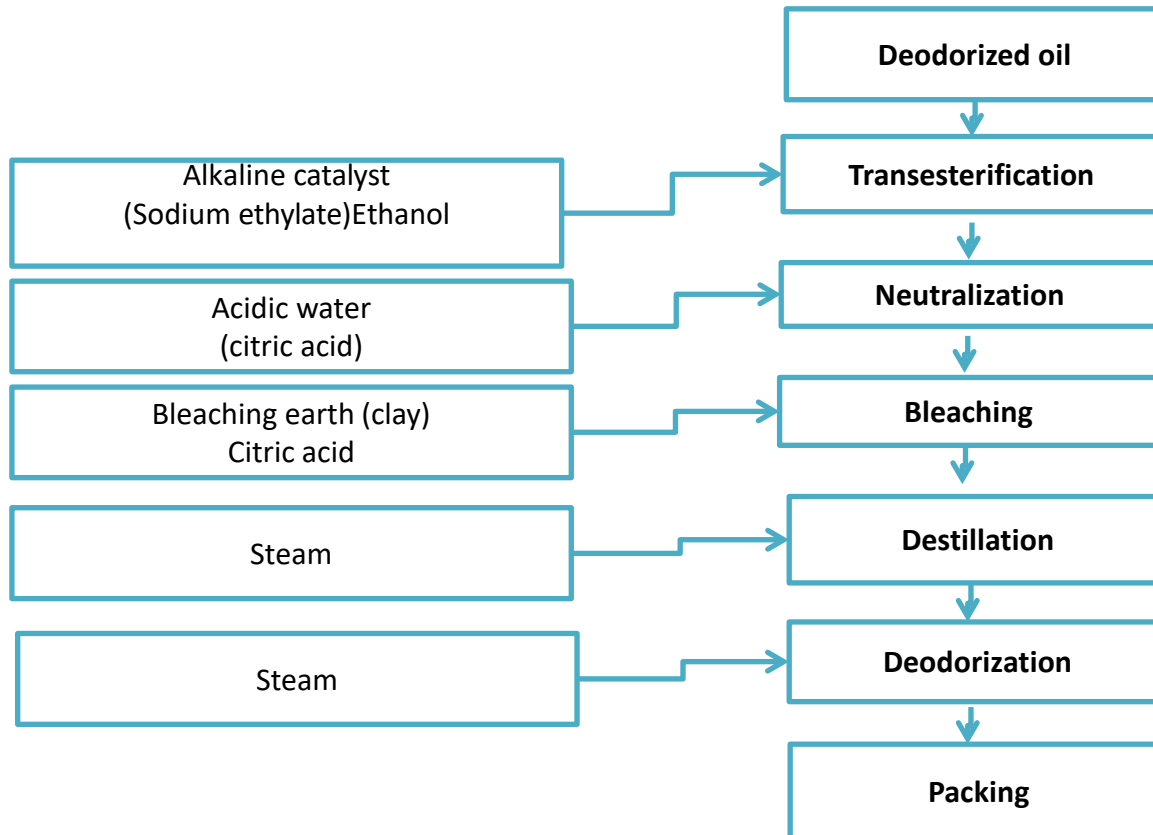 Deodorized oil
Alkaline catalyst
(Sodium ethylate)Ethanol
Transesterification
Acidic water
(citric acid)
Neutralization
Bleaching earth (clay)
Citric acid
Bleaching
Steam
Destillation
Steam
Deodorization
Packing